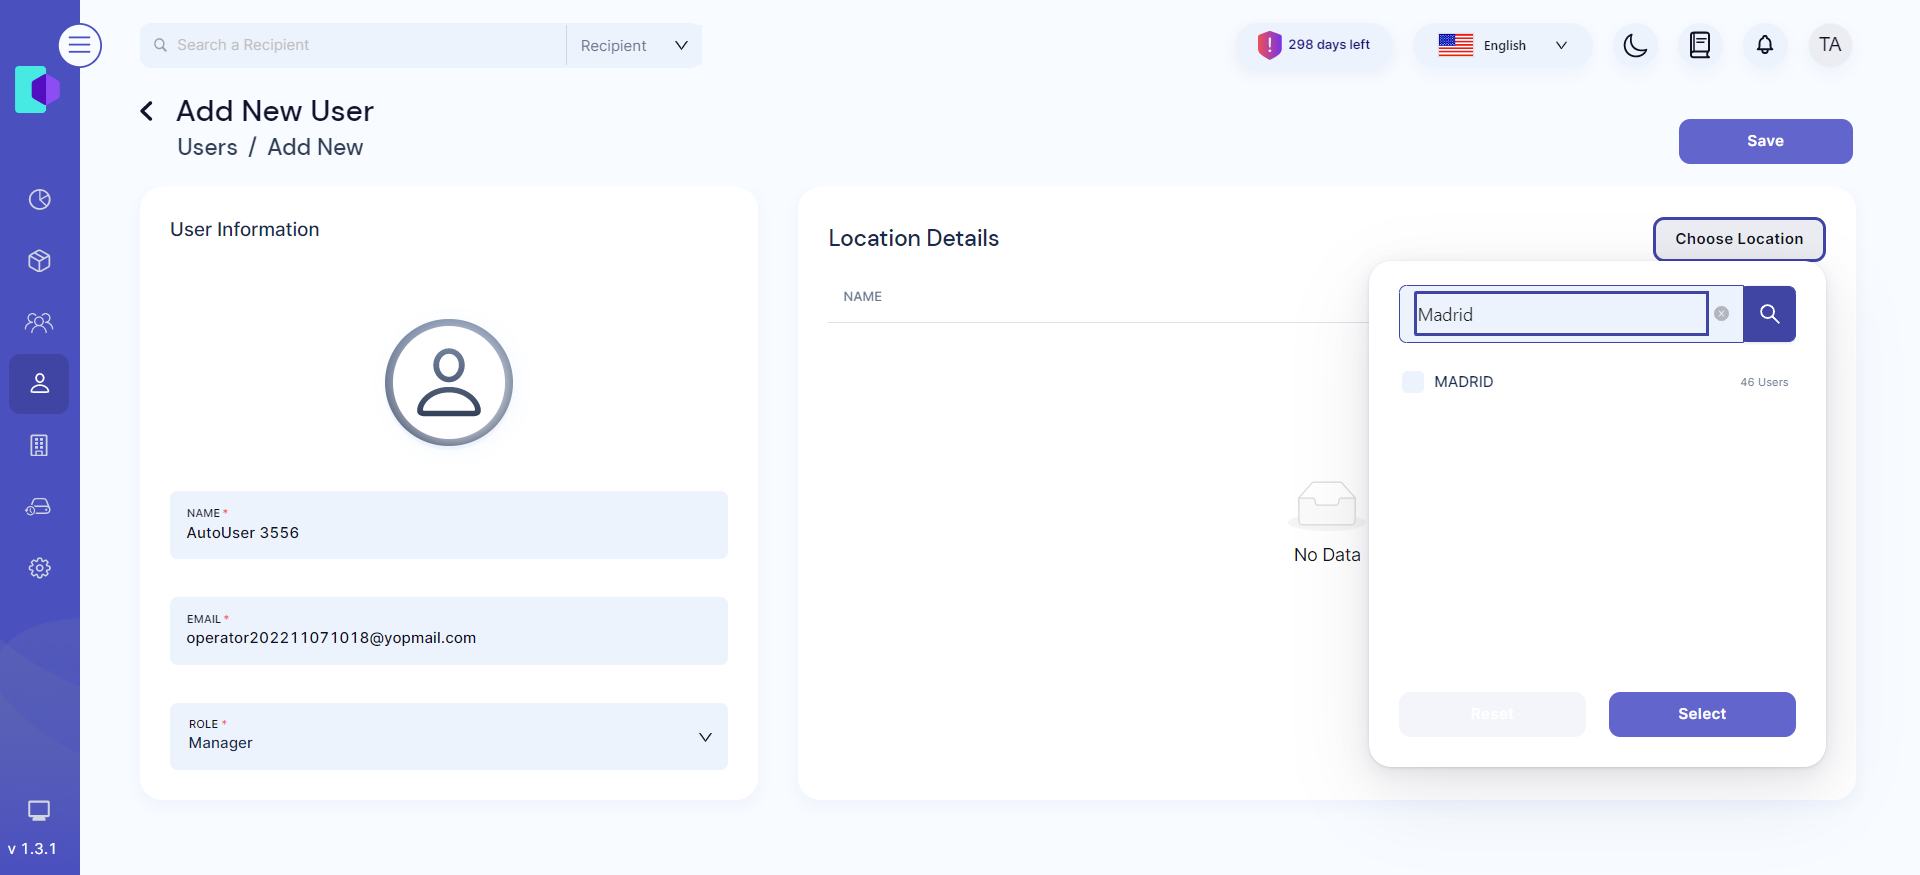 Search a Recipient
Recipient
298 days left
English
TA
Add New User
Users / Add New
Save
User Information
NAME *
AutoUser 3556
EMAIL *
operator202211071018@yopmail.com
ROLE *
Manager
Location Details
Choose Location
NAME
Madrid
MADRID
46 Users
No Data
Reset
Select
v 1.3.1